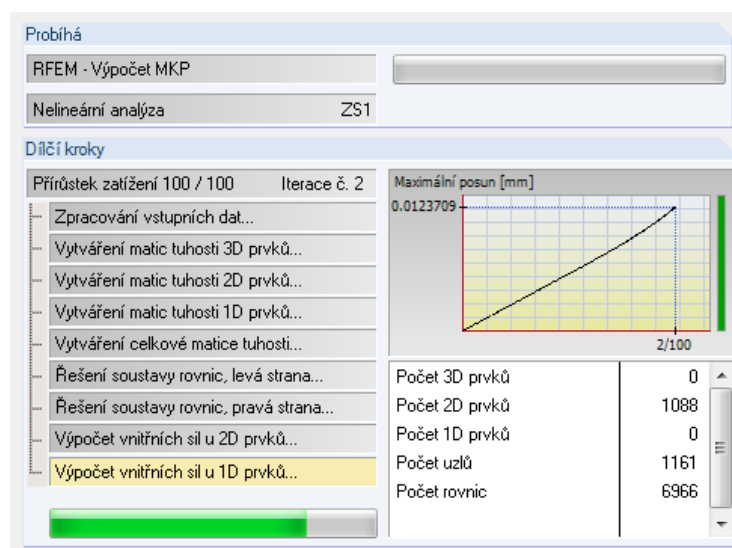 Probíhá
RFEM - Výpočet MKP
Nelineární analýza ZS1
Dílčí kroky
Přírůstek zatížení 100 / 100 Iterace č. 2
Zpracování vstupních dat...
Vytváření matic tuhosti 3D prvků...
Vytváření matic tuhosti 2D prvků...
Vytváření matic tuhosti 1D prvků...
Vytváření celkové matice tuhosti...
Řešení soustavy rovnic, levá strana...
Řešení soustavy rovnic, pravá strana...
Výpočet vnitřních sil u 2D prvků...
Výpočet vnitřních sil u 1D prvků...
Maximální posun [mm]
0.0123709
2/100
Počet 3D prvků 0
Počet 2D prvků 1088
Počet 1D prvků 0
Počet uzlů 1161
Počet rovnic 6966